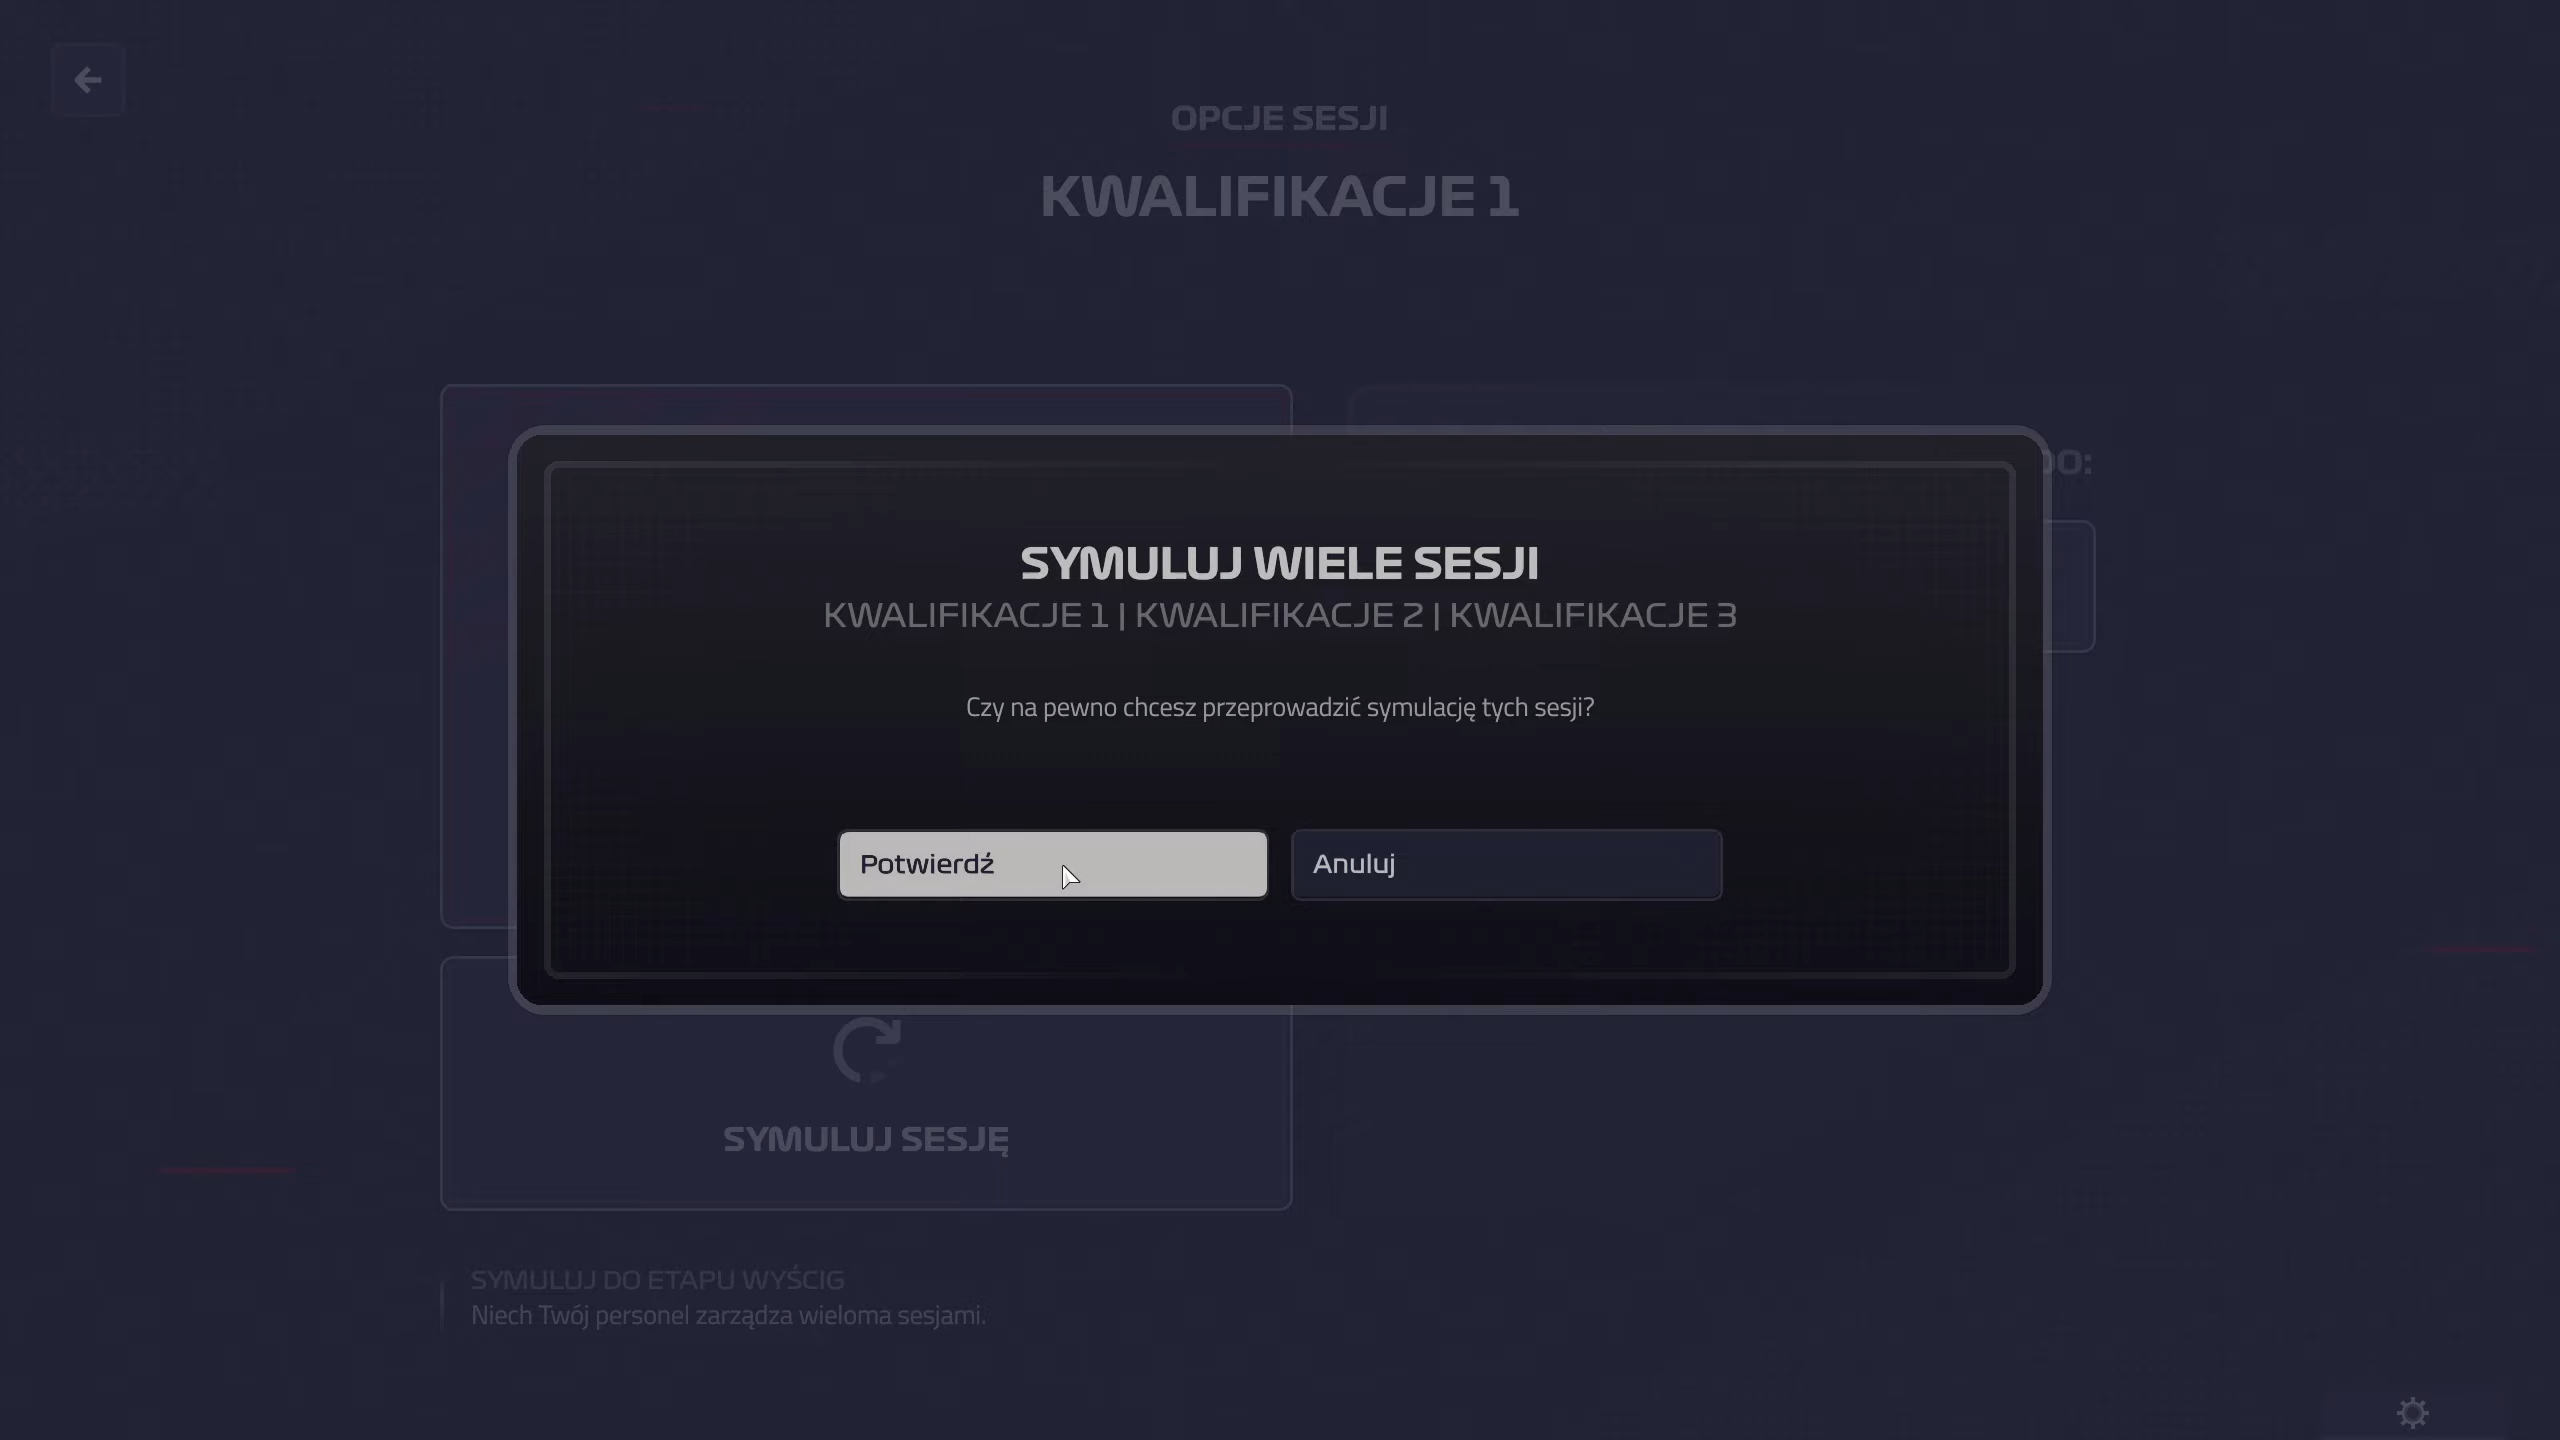 OPCJE SESJI
KWALIFIKACJE 1
DO:
SYMULUJ WIELE SESJI
KWALIFIKACJE 1 | KWALIFIKACJE 2 | KWALIFIKACJE 3
Czy na pewno chcesz przeprowadzić symulację tych sesji?
Potwierdź
Anuluj
SYMULUJ SESJĘ
SYMULUJ DO ETAPU WYŚCIG
Niech Twój personel zarządza wieloma sesjami.